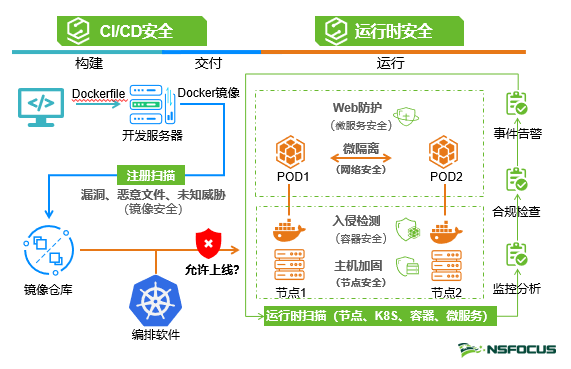 CI/CD安全
运行时安全
构建
交付
运行
Dockerfile
Docker镜像
开发服务器
注册扫描
漏洞、恶意文件、未知威胁
(镜像安全)
镜像仓库
编排软件
允许上线?
Web防护
(微服务安全)
微隔离
(网络安全)
POD1
POD2
入侵检测
(容器安全)
主机加固
(节点安全)
节点1
节点2
运行时扫描（节点、K8S、容器、微服务）
事件告警
合规检查
监控分析
NSFOCUS